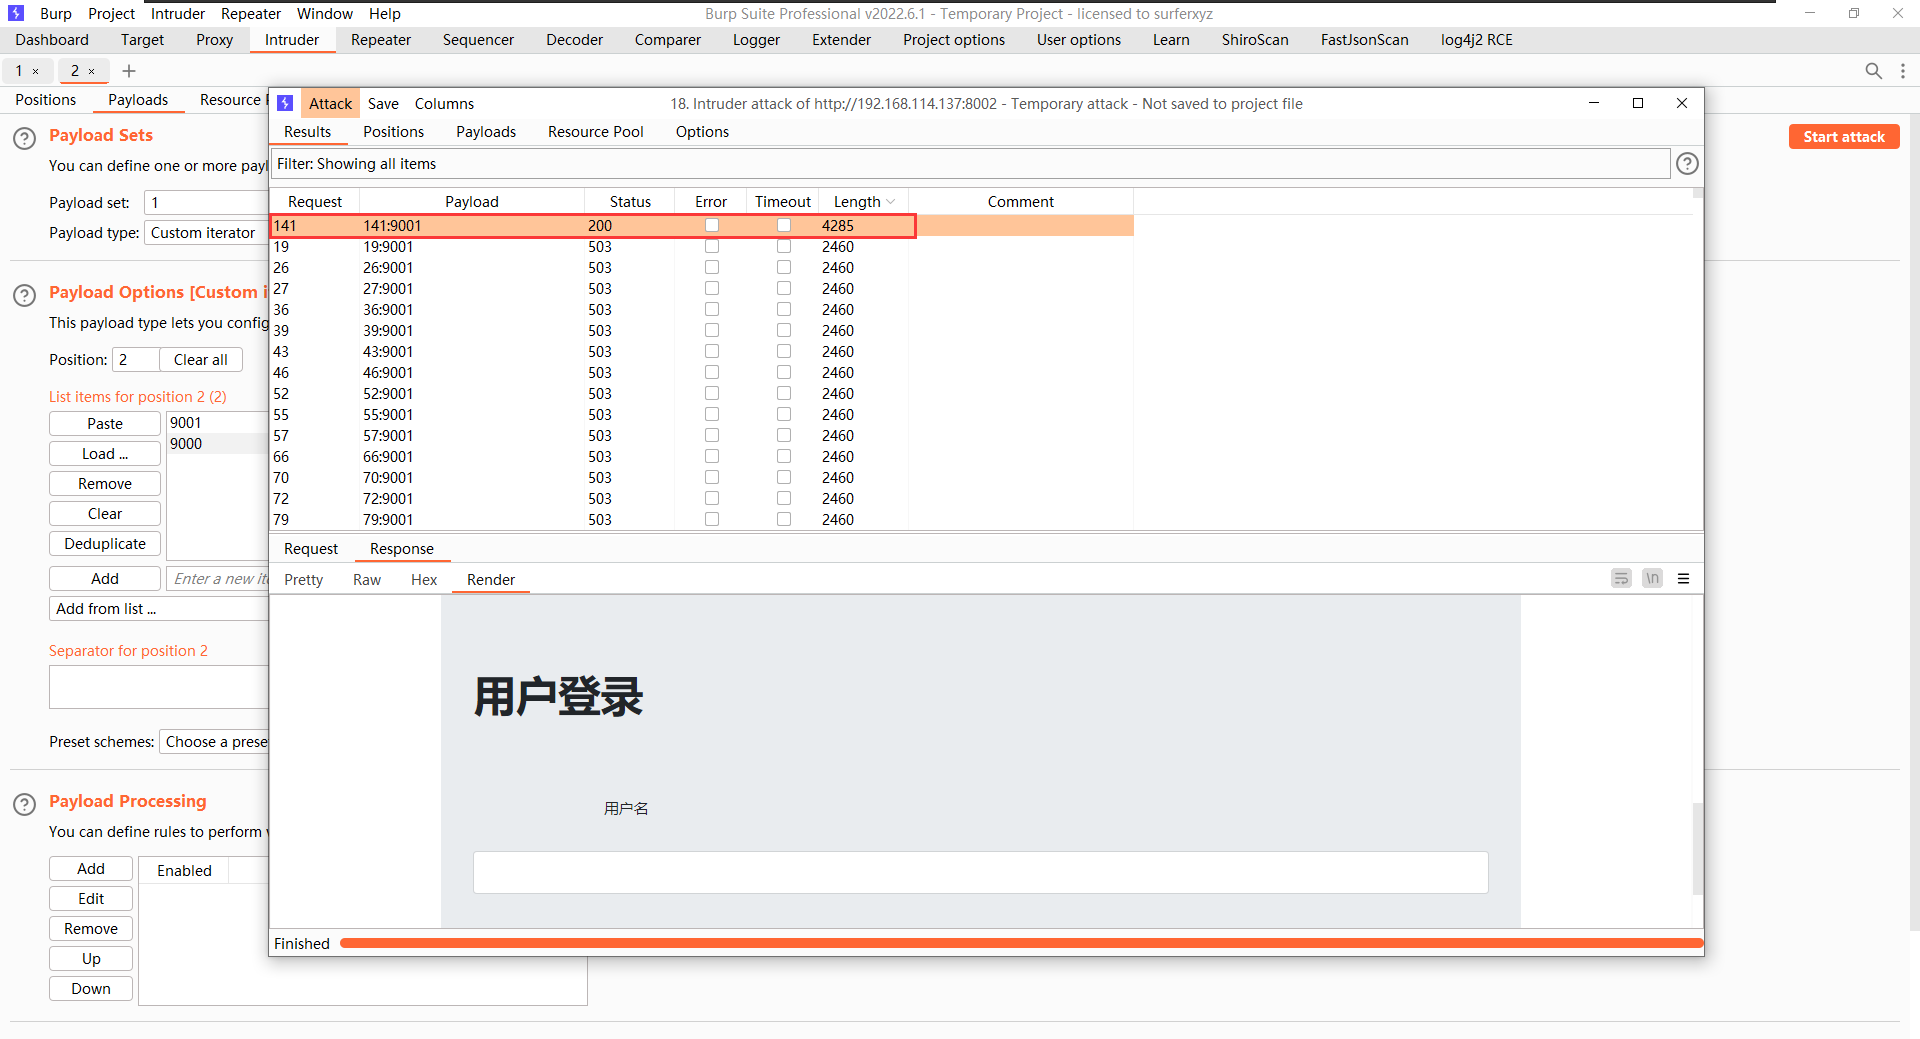 Burp Project Intruder Repeater Window Help
Burp Suite Professional v2022.6.1 - Temporary Project - licensed to surferxyz
Dashboard Target Proxy Intruder Repeater Sequencer Decoder Comparer Logger Extender Project options User options Learn ShiroScan FastJsonScan log4j2 RCE
1 × 2 × +
Positions Payloads Resource
Attack Save Columns
18. Intruder attack of http://192.168.114.137:8002 - Temporary attack - Not saved to project file
Results Positions Payloads Resource Pool Options
Filter: Showing all items
Request Payload Status Error Timeout Length Comment
141 141:9001 200 4285
19 19:9001 503 2460
26 26:9001 503 2460
27 27:9001 503 2460
36 36:9001 503 2460
39 39:9001 503 2460
43 43:9001 503 2460
46 46:9001 503 2460
52 52:9001 503 2460
55 55:9001 503 2460
57 57:9001 503 2460
66 66:9001 503 2460
70 70:9001 503 2460
72 72:9001 503 2460
79 79:9001 503 2460
Request Response
Pretty Raw Hex Render
\n
用户登录
用户名
Finished
Payload Sets
Start attack
You can define one or more payl
Payload set: 1
Payload type: Custom iterator
Payload Options [Custom i
This payload type lets you config
Position: 2 Clear all
List items for position 2 (2)
Paste
Load ...
Remove
Clear
Deduplicate
9001
9000
Add Enter a new ite
Add from list ...
Separator for position 2
Preset schemes: Choose a prese
Payload Processing
You can define rules to perform v
Add
Edit
Remove
Up
Down
Enabled